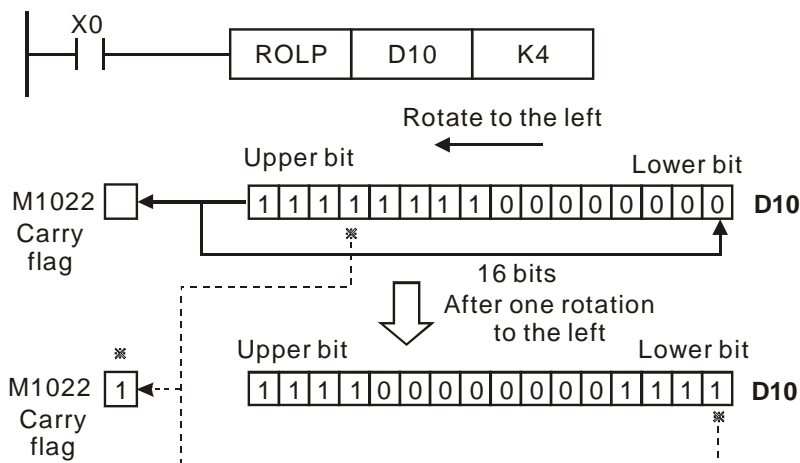 X0
ROLP D10 K4
Rotate to the left
Upper bit Lower bit
M1022 1 1 1 1 1 1 1 1 0 0 0 0 0 0 0 0 D10
Carry
flag
※
16 bits
After one rotation
to the left
※
Upper bit Lower bit
M1022 1 1 1 1 1 0 0 0 0 0 0 0 0 1 1 1 1 D10
Carry
flag
※